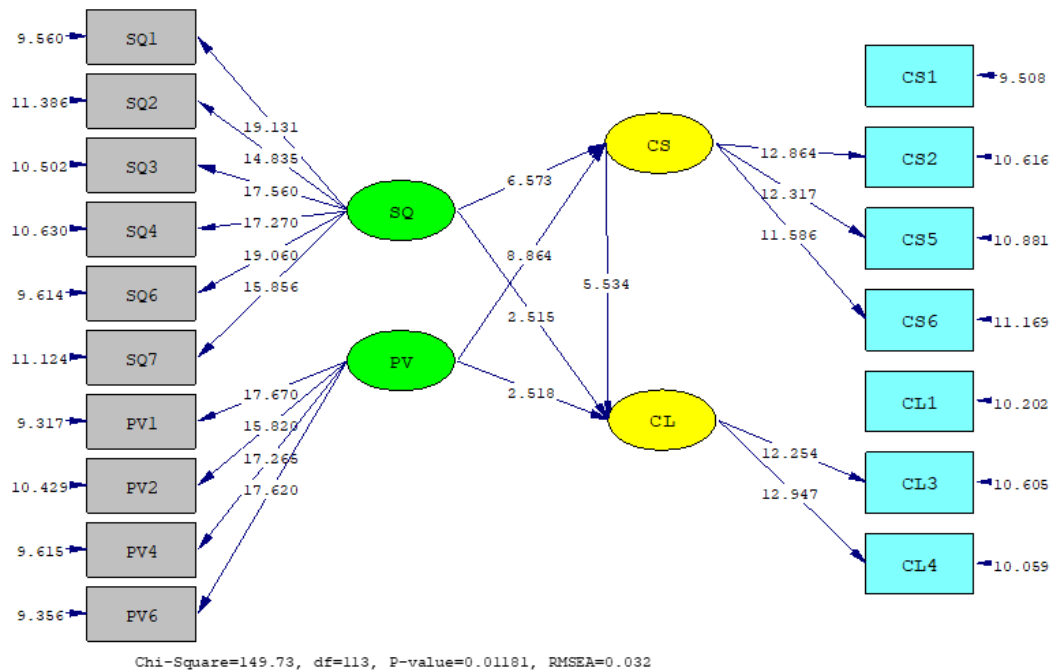 9.560 SQ1
11.386 SQ2
10.502 SQ3
10.630 SQ4
9.614 SQ6
11.124 SQ7
9.317 PV1
10.429 PV2
9.615 PV4
9.356 PV6
19.131
14.835
17.560
17.270
19.060
15.856
17.670
15.820
17.265
17.620
SQ
PV
6.573
8.864
5.534
2.515
2.518
CS
CL
12.864
12.317
11.586
12.254
12.947
CS1 9.508
CS2 10.616
CS5 10.881
CS6 11.169
CL1 10.202
CL3 10.605
CL4 10.059
Chi-Square=149.73, df=113, P-value=0.01181, RMSEA=0.032